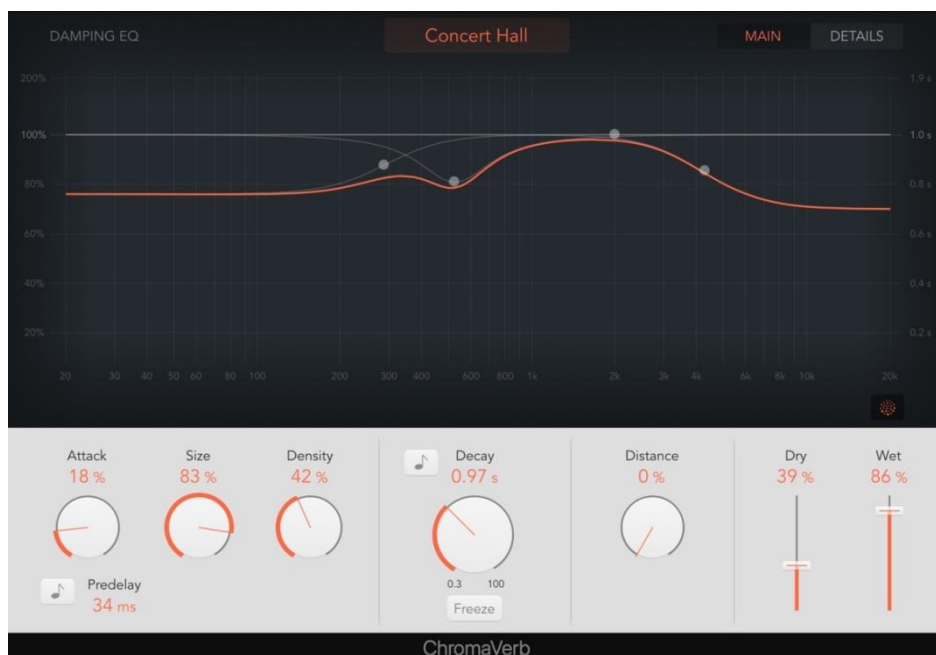 DAMPING EQ Concert Hall MAIN DETAILS
200% 1.9 s
100% 1.0 s
80% 0.8 s
60% 0.6 s
40% 0.4 s
20% 0.2 s
20 30 40 50 60 80 100 200 300 400 600 800 1k 2k 3k 4k 6k 8k 10k 20k
Attack Size Density Decay Distance Dry Wet
18 % 83 % 42 % 0.97 s 0 % 39 % 86 %
0.3 100
Predelay
34 ms
Freeze
ChromaVerb